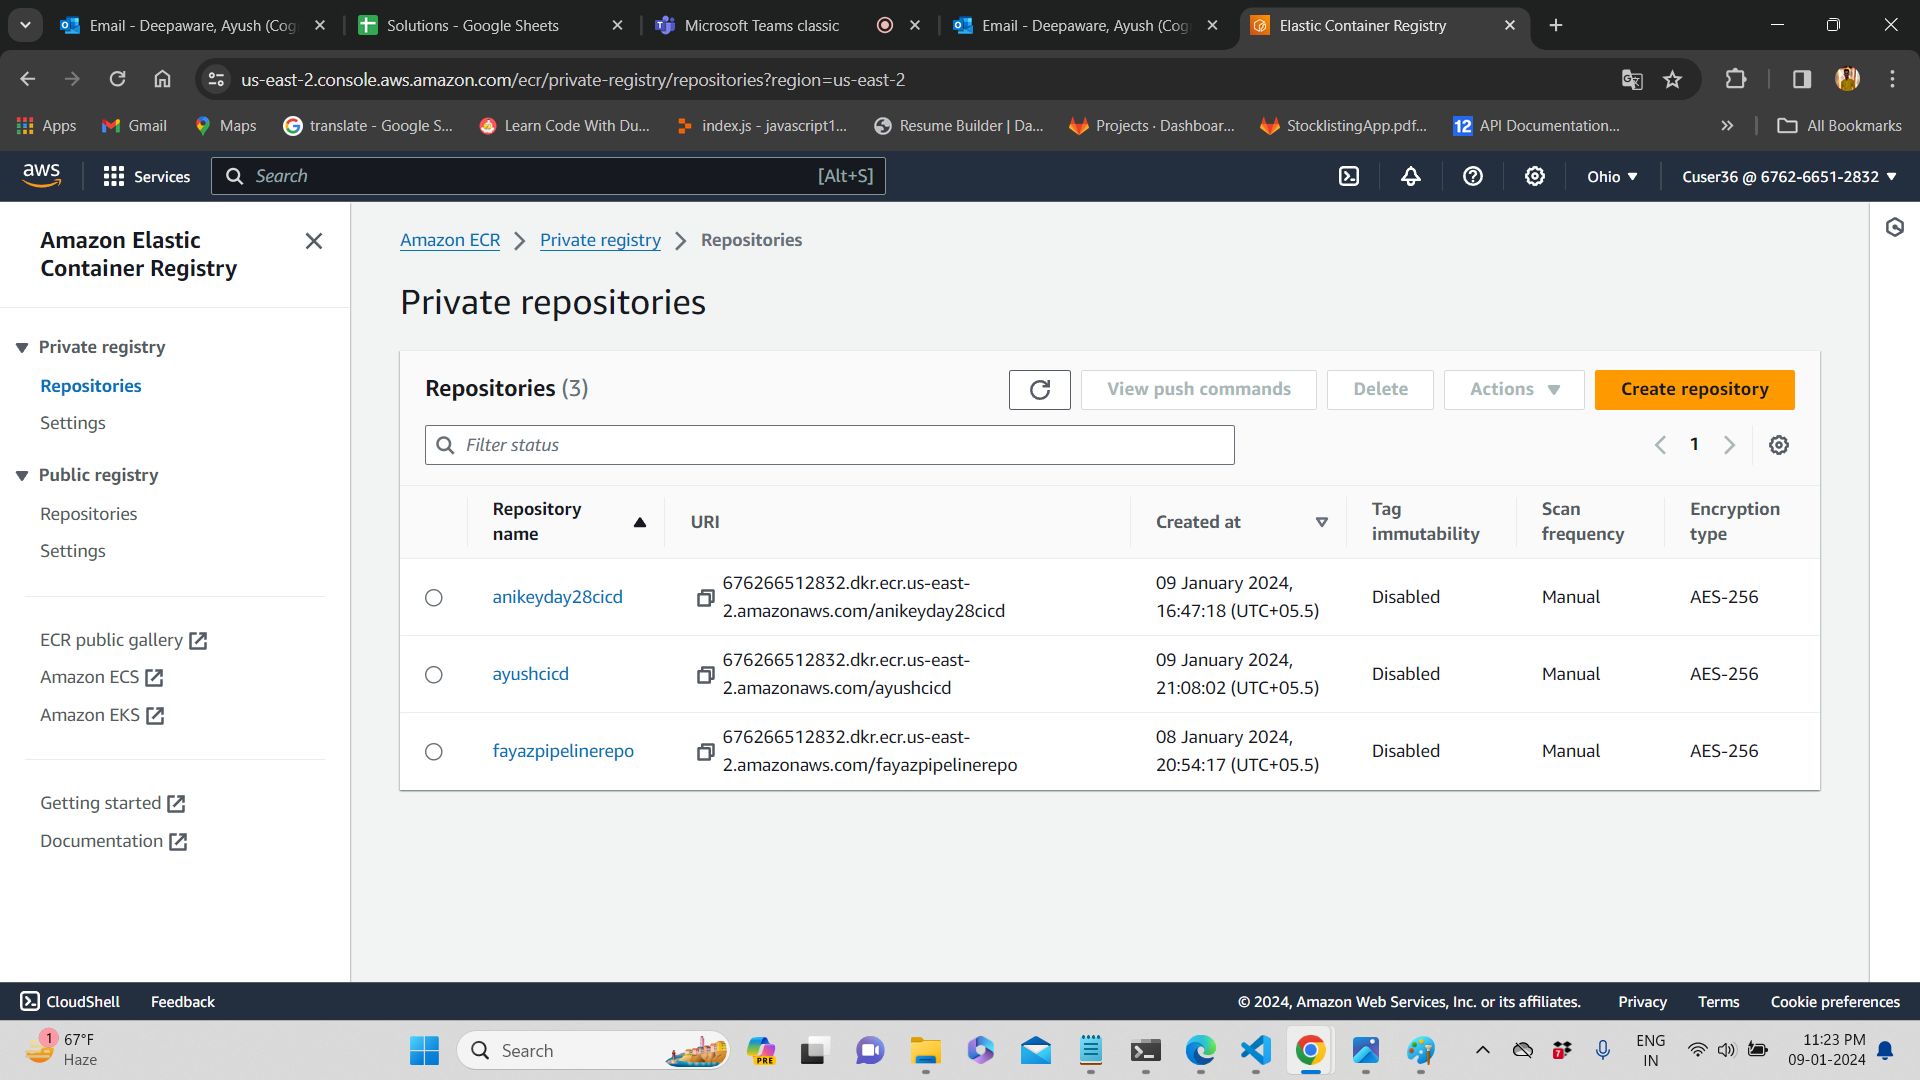 Email - Deepaware, Ayush (Cog
Solutions - Google Sheets
Microsoft Teams classic
Email - Deepaware, Ayush (Cog
Elastic Container Registry
us-east-2.console.aws.amazon.com/ecr/private-registry/repositories?region=us-east-2
Apps
Gmail
Maps
translate - Google S...
Learn Code With Du...
index.js - javascript1...
Resume Builder | Da...
Projects · Dashboar...
StocklistingApp.pdf...
12 API Documentation...
All Bookmarks
aws
Services
Search [Alt+S]
Ohio
Cuser36 @ 6762-6651-2832
Amazon Elastic
Container Registry
Private registry
Repositories
Settings
Public registry
Repositories
Settings
ECR public gallery
Amazon ECS
Amazon EKS
Getting started
Documentation
Amazon ECR > Private registry > Repositories
Private repositories
Repositories (3)
View push commands
Delete
Actions
Create repository
Filter status
1
Repository name
URI
Created at
Tag immutability
Scan frequency
Encryption type
anikeyday28cicd
676266512832.dkr.ecr.us-east-
2.amazonaws.com/anikeyday28cicd
09 January 2024,
16:47:18 (UTC+05.5)
Disabled
Manual
AES-256
ayushcicd
676266512832.dkr.ecr.us-east-
2.amazonaws.com/ayushcicd
09 January 2024,
21:08:02 (UTC+05.5)
Disabled
Manual
AES-256
fayazpipelinerepo
676266512832.dkr.ecr.us-east-
2.amazonaws.com/fayazpipelinerepo
08 January 2024,
20:54:17 (UTC+05.5)
Disabled
Manual
AES-256
CloudShell
Feedback
© 2024, Amazon Web Services, Inc. or its affiliates.
Privacy
Terms
Cookie preferences
1
67°F
Haze
Search
PRE
7
ENG
IN
11:23 PM
09-01-2024